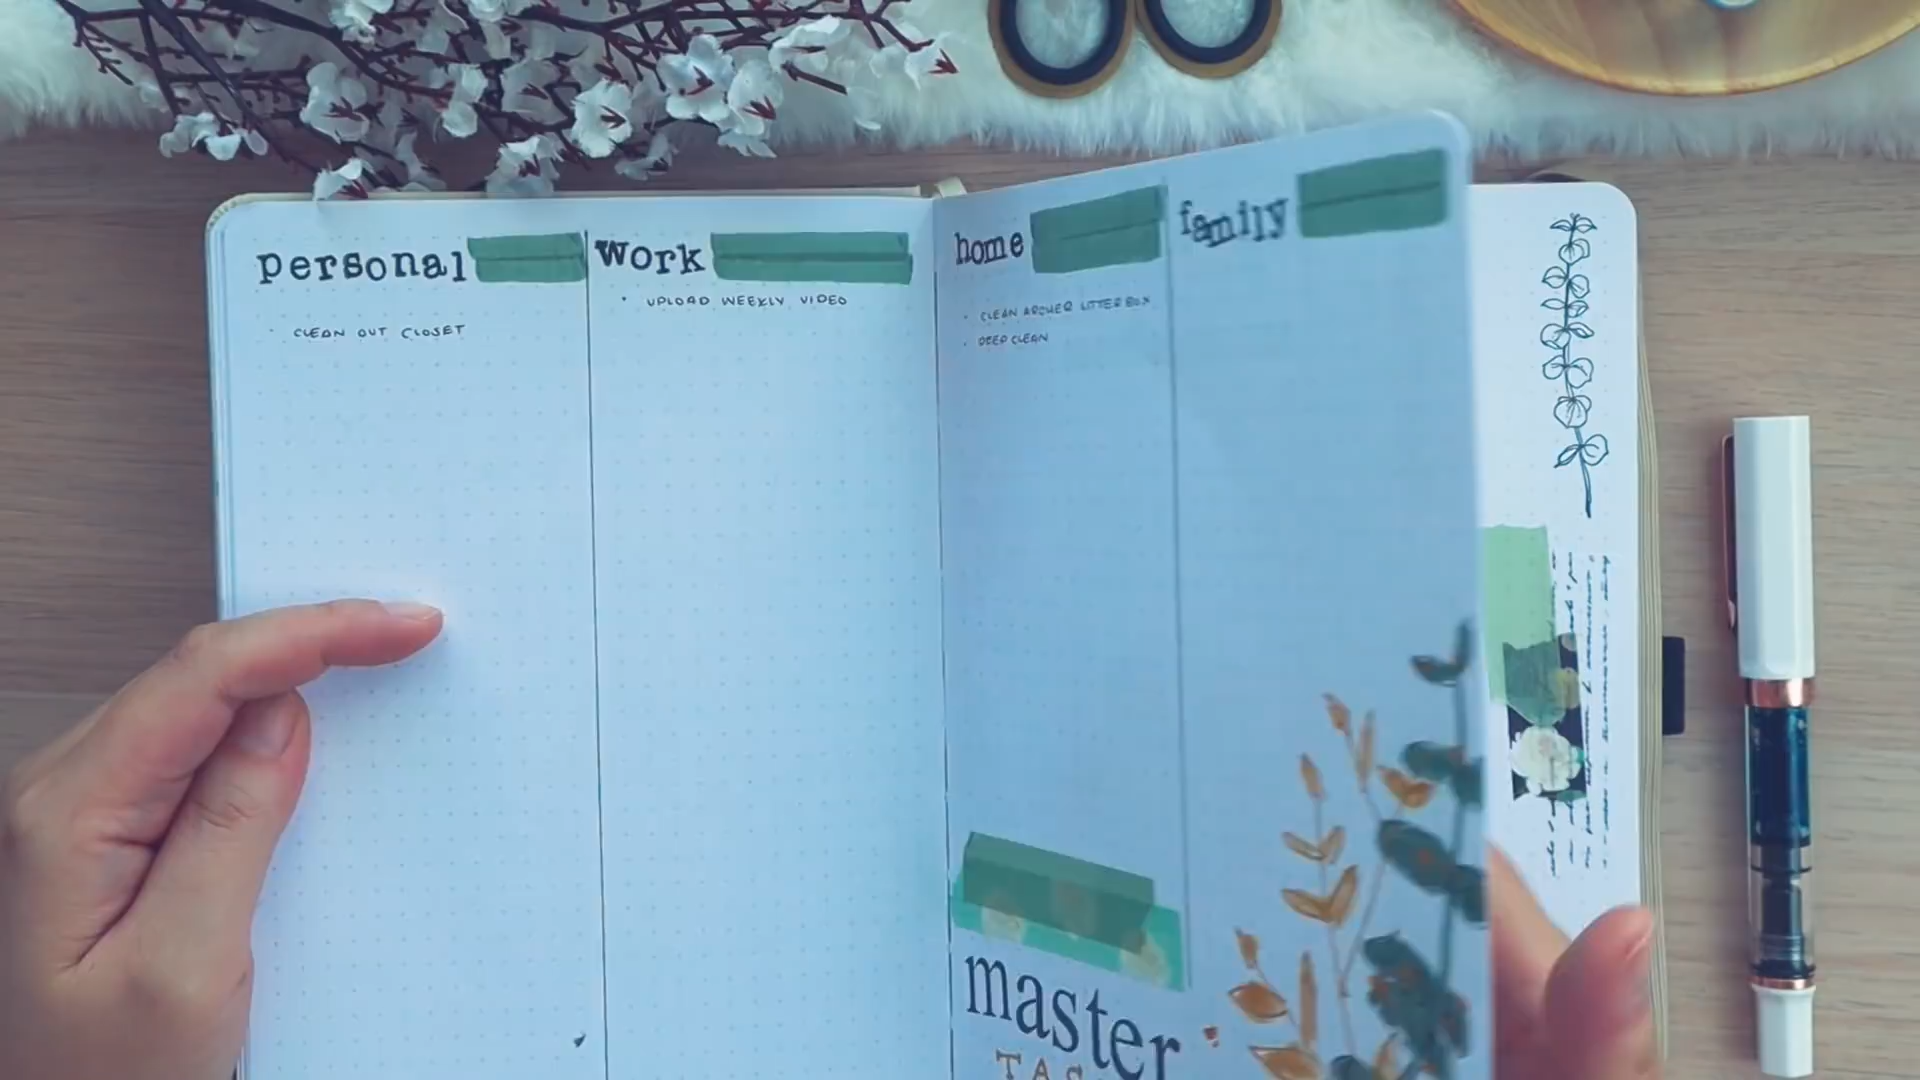 personal
CLEAN OUT CLOSET
work
UPLOAD WEEKLY VIDEO
home
CLEAN ARCHER LITTER BOX
DEEP CLEAN
family
master